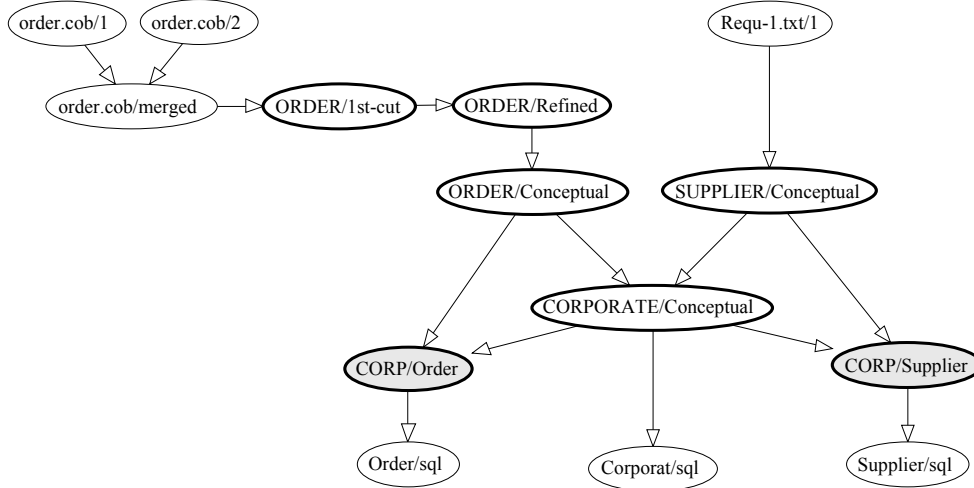 order.cob/1
order.cob/2
Requ-1.txt/1
order.cob/merged
ORDER/1st-cut
ORDER/Refined
ORDER/Conceptual
SUPPLIER/Conceptual
CORPORATE/Conceptual
CORP/Order
CORP/Supplier
Order/sql
Corporat/sql
Supplier/sql